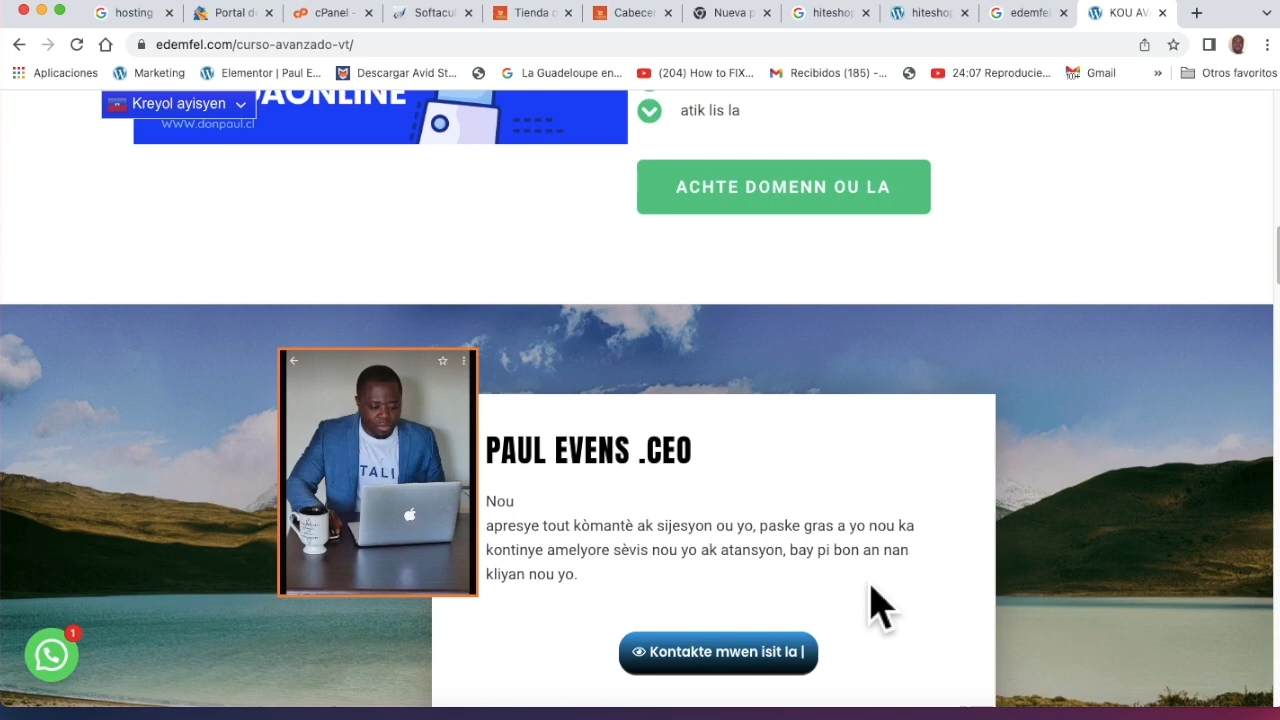 hosting
Portal de
cPanel -
Softacul
Tienda o
Cabecer
Nueva p
hiteshop
hiteshop
edemfel
KOU AV
edemfel.com/curso-avanzado-vt/
Aplicaciones
Marketing
Elementor | Paul E...
Descargar Avid St...
La Guadeloupe en...
(204) How to FIX...
Recibidos (185) -...
24:07 Reproducie...
Gmail
»
Otros favoritos
Kreyol ayisyen
AONLINE
WWW.donpaul.cl
atik lis la
ACHTE DOMENN OU LA
TALI
PAUL EVENS .CEO
Nou
apresye tout kòmantè ak sijesyon ou yo, paske gras a yo nou ka
kontinye amelyore sèvis nou yo ak atansyon, bay pi bon an nan
kliyan nou yo.
1
Kontakte mwen isit la |